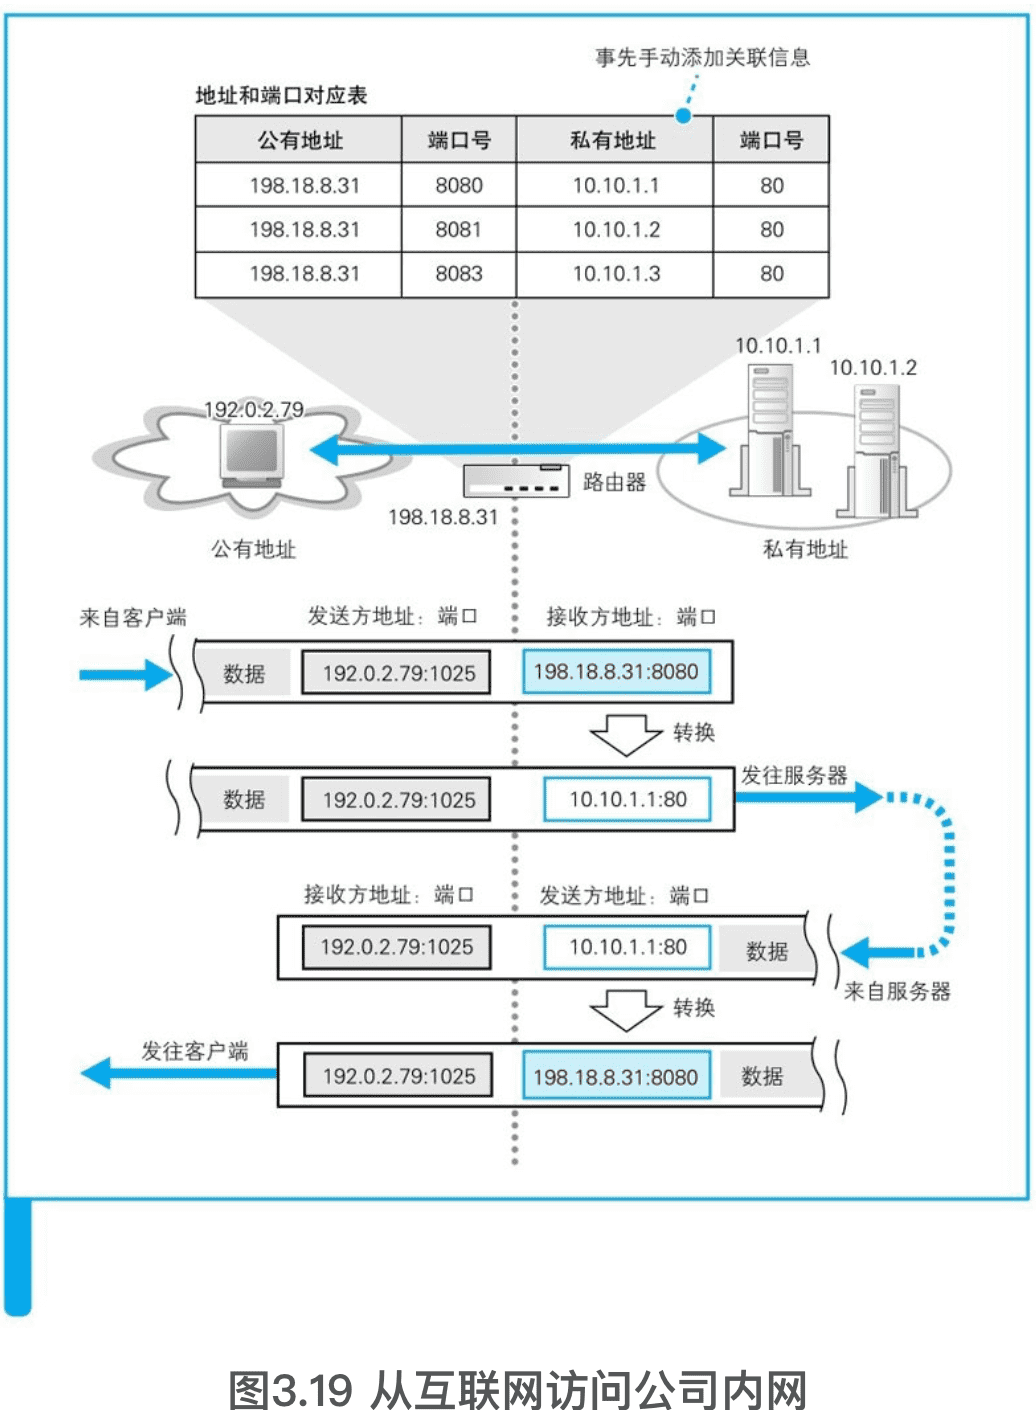 事先手动添加关联信息
地址和端口对应表
公有地址 端口号 私有地址 端口号
198.18.8.31 8080 10.10.1.1 80
198.18.8.31 8081 10.10.1.2 80
198.18.8.31 8083 10.10.1.3 80
10.10.1.1
10.10.1.2
192.0.2.79
路由器
198.18.8.31
公有地址 私有地址
来自客户端 发送方地址：端口 接收方地址：端口
数据 192.0.2.79:1025 198.18.8.31:8080
转换
发往服务器
数据 192.0.2.79:1025 10.10.1.1:80
接收方地址：端口 发送方地址：端口
192.0.2.79:1025 10.10.1.1:80 数据
来自服务器
转换
发往客户端
192.0.2.79:1025 198.18.8.31:8080 数据
图3.19 从互联网访问公司内网